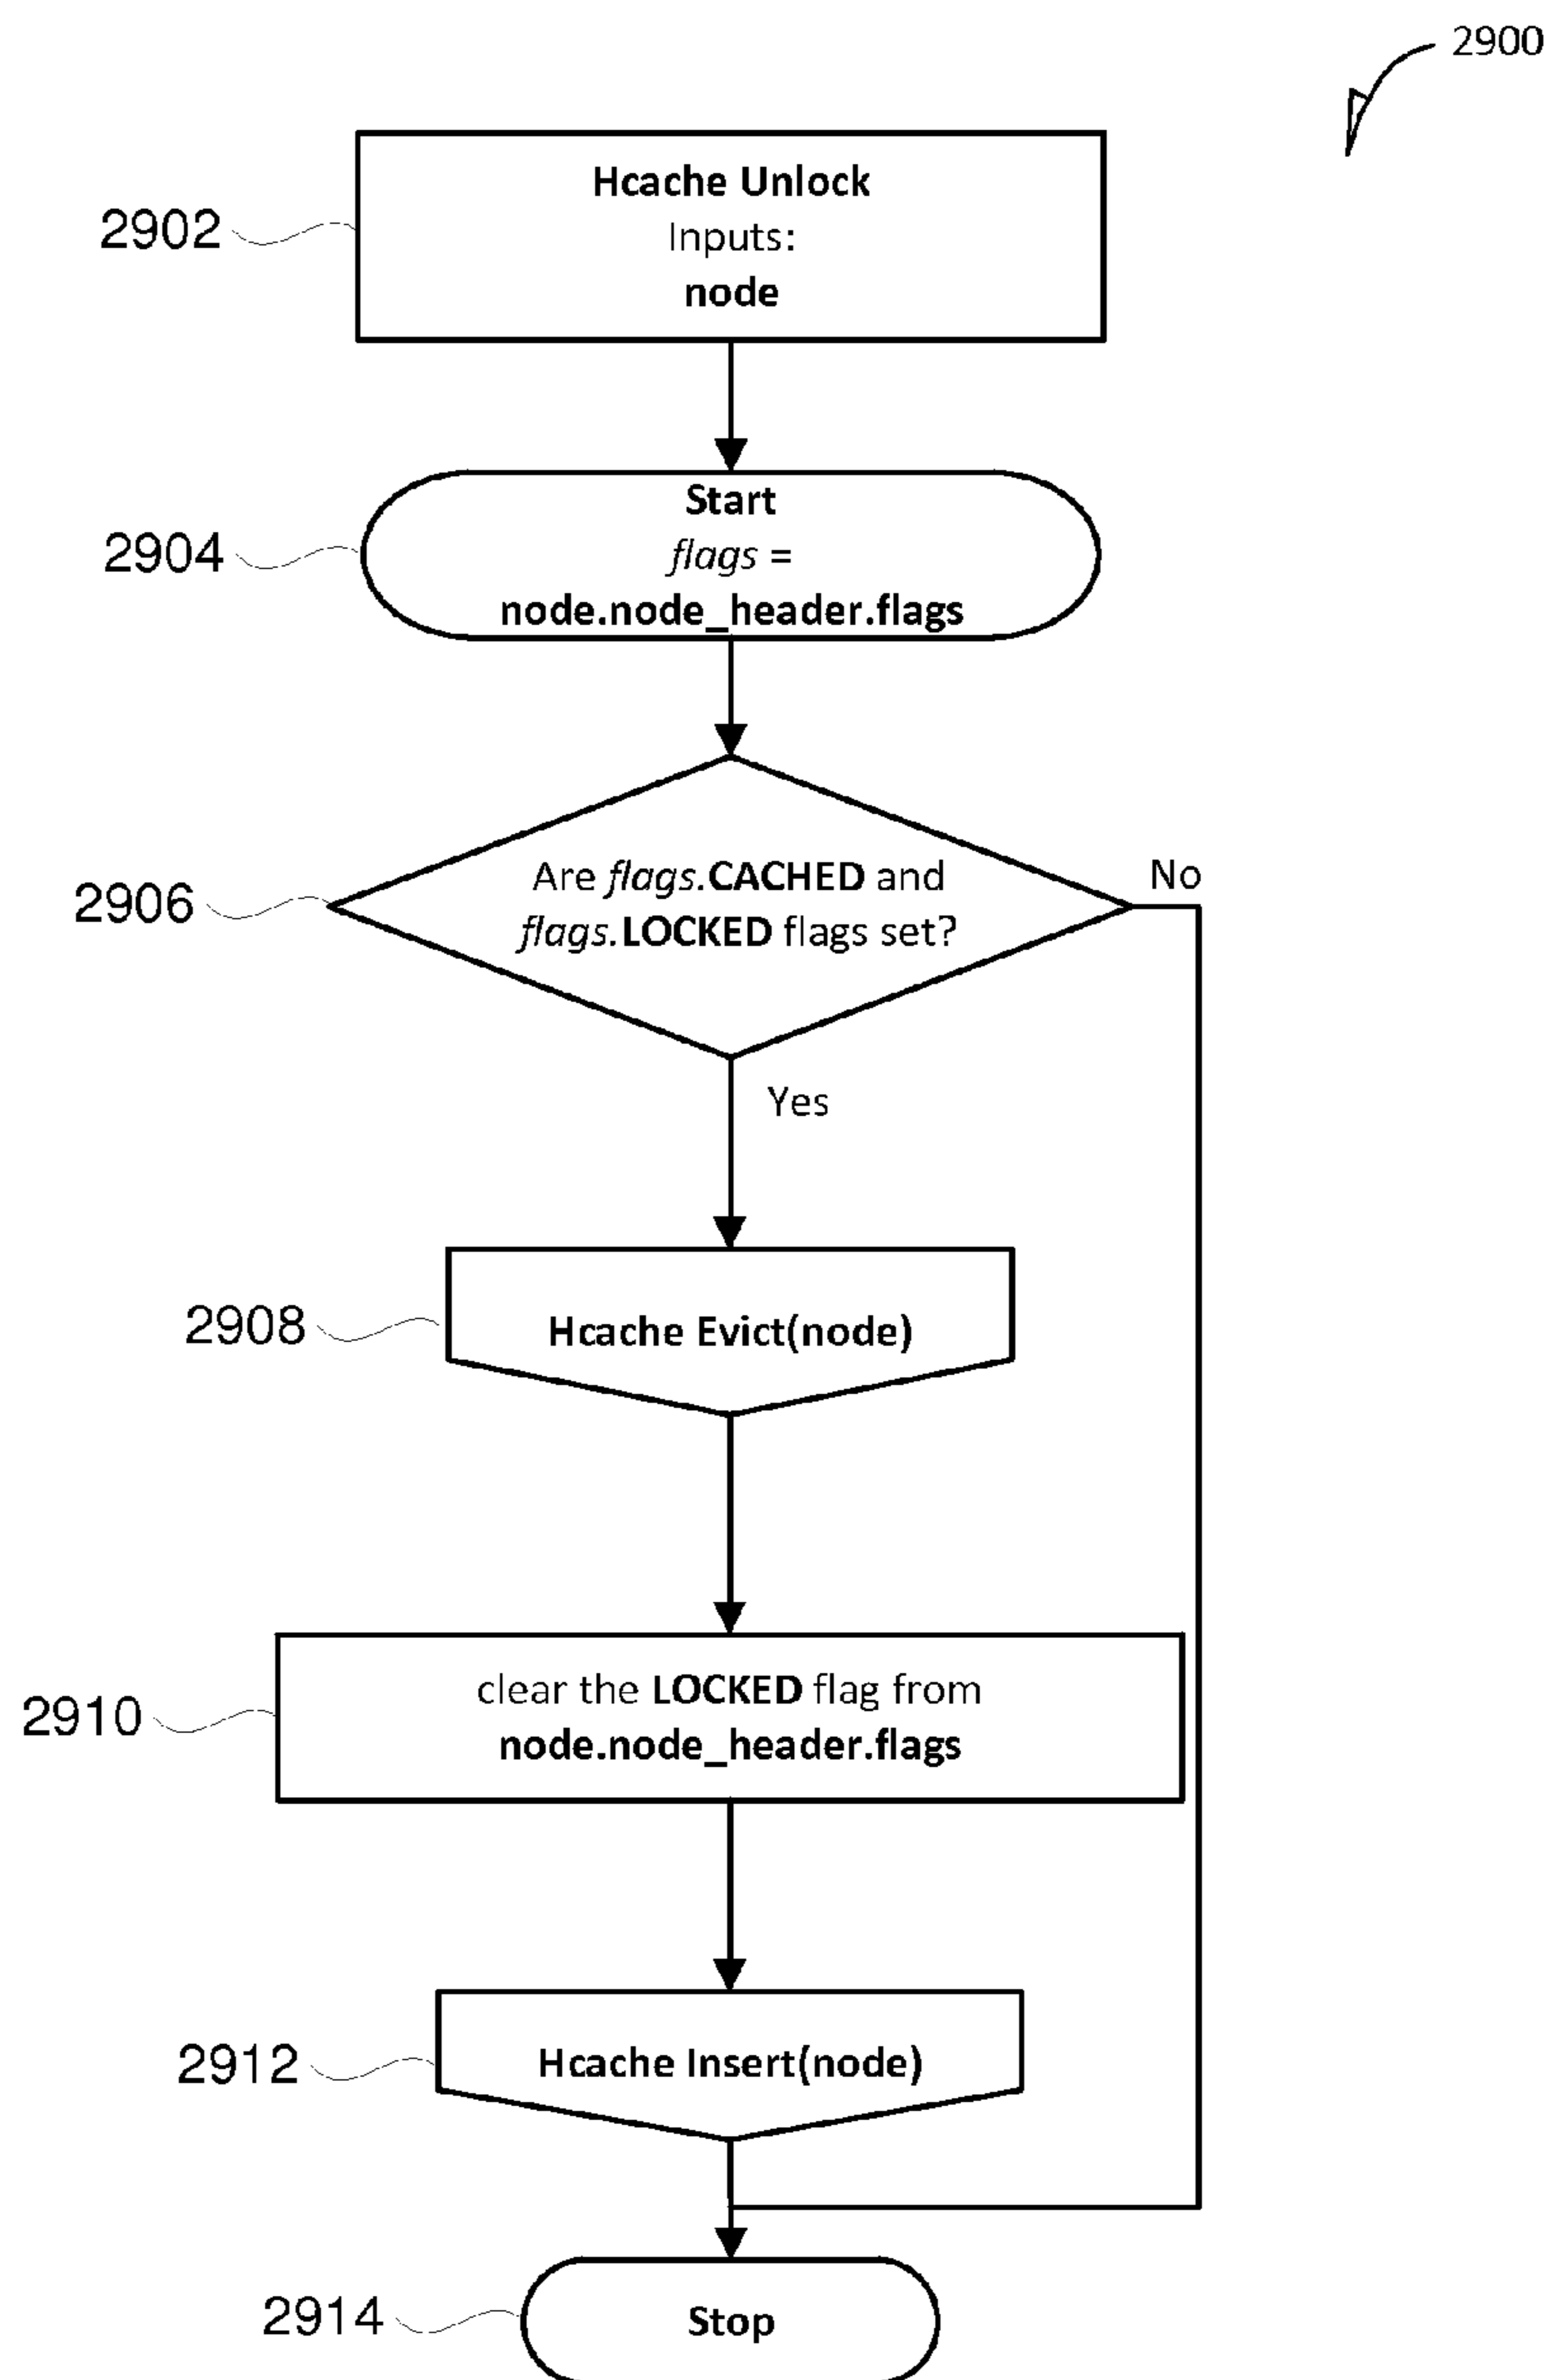 2900
Hcache Unlock
2902
Inputs:
node
Start
2904
flags =
node.node_header.flags
Are flags.CACHED and
No
2906
flags.LOCKED flags set?
Yes
2908
Hcache Evict(node)
clear the LOCKED flag from
2910
node.node_header.flags
2912
Hcache Insert(node)
2914
Stop